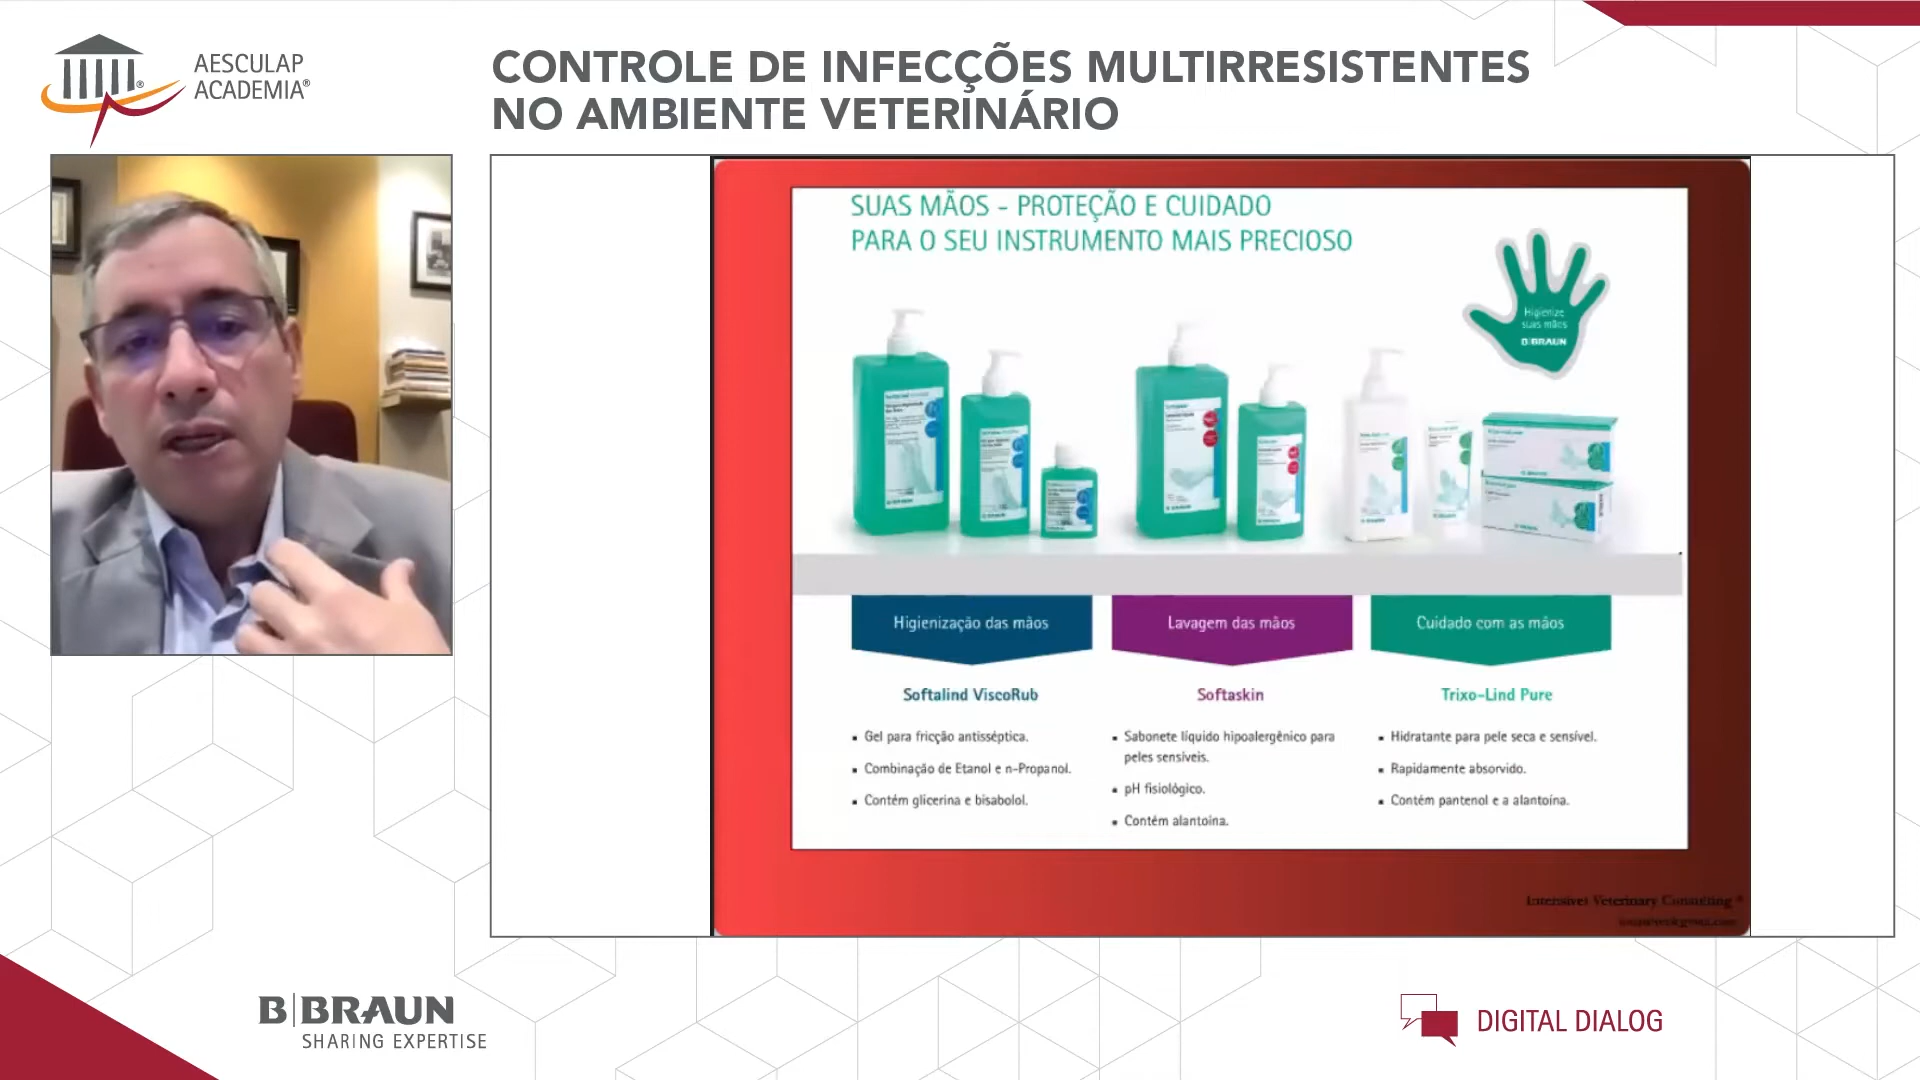 AESCULAP
ACADEMIA®
CONTROLE DE INFECÇÕES MULTIRRESISTENTES
NO AMBIENTE VETERINÁRIO
SUAS MÃOS - PROTEÇÃO E CUIDADO
PARA O SEU INSTRUMENTO MAIS PRECIOSO
Higienize
suas mãos
B|BRAUN
Higienização das mãos
Lavagem das mãos
Cuidado com as mãos
Softalind ViscoRub
Softaskin
Trixo-Lind Pure
▪ Gel para fricção antisséptica.
▪ Combinação de Etanol e n-Propanol.
▪ Contém glicerina e bisabolol.
▪ Sabonete líquido hipoalergênico para
peles sensíveis.
▪ pH fisiológico.
▪ Contém alantoína.
▪ Hidratante para pele seca e sensível.
▪ Rapidamente absorvido.
▪ Contém pantenol e a alantoína.
Intensivet Veterinary Consulting ®
B|BRAUN
SHARING EXPERTISE
DIGITAL DIALOG